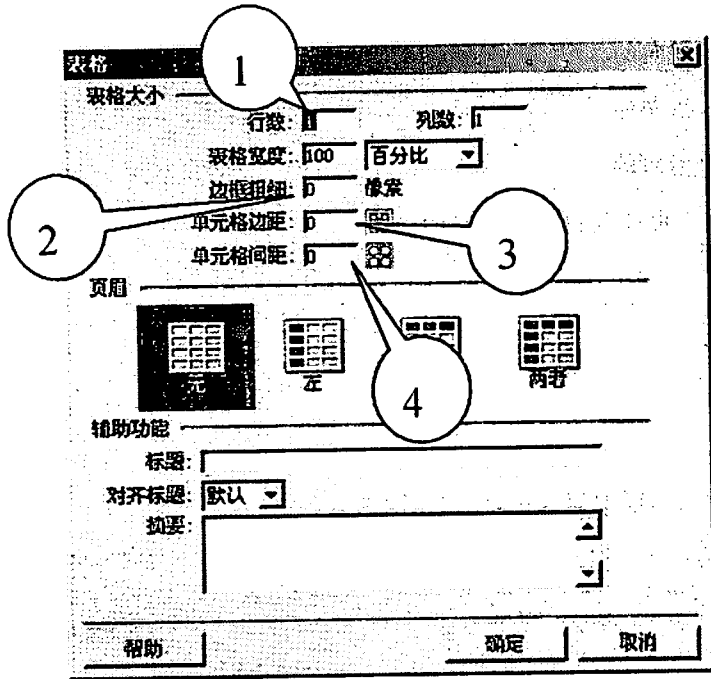 表格
1
表格大小
行数: 1 列数: 1
表格宽度: 100 百分比
边框粗细: 0 像素
2
单元格边距: 0
3
单元格间距: 0
页眉
无 左 两者
4
辅助功能
标题:
对齐标题: 默认
摘要:
帮助 确定 取消